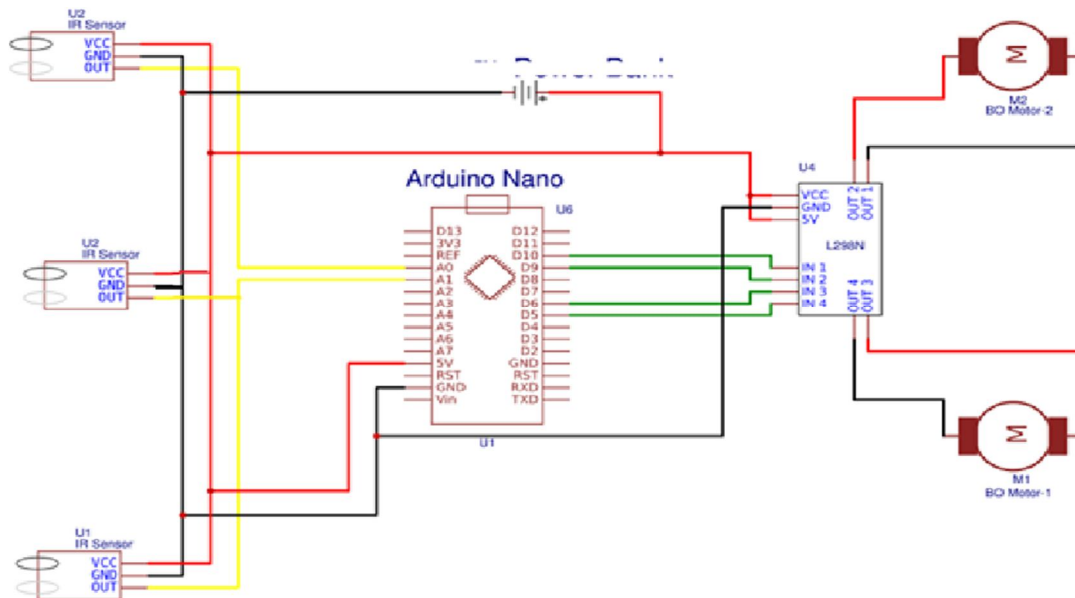 U2
IR Sensor
VCC
GND
OUT
Power Bank
M
M2
BO Motor-2
U4
VCC
GND
5V
OUT 2
OUT 1
L298N
IN 1
IN 2
IN 3
IN 4
OUT 4
OUT 3
Arduino Nano
U6
D13
3V3
REF
A0
A1
A2
A3
A4
A5
A6
A7
5V
RST
GND
Vin
D12
D11
D10
D9
D8
D7
D6
D5
D4
D3
D2
GND
RST
RXD
TXD
U1
U2
IR Sensor
VCC
GND
OUT
M
M1
BO Motor-1
U1
IR Sensor
VCC
GND
OUT